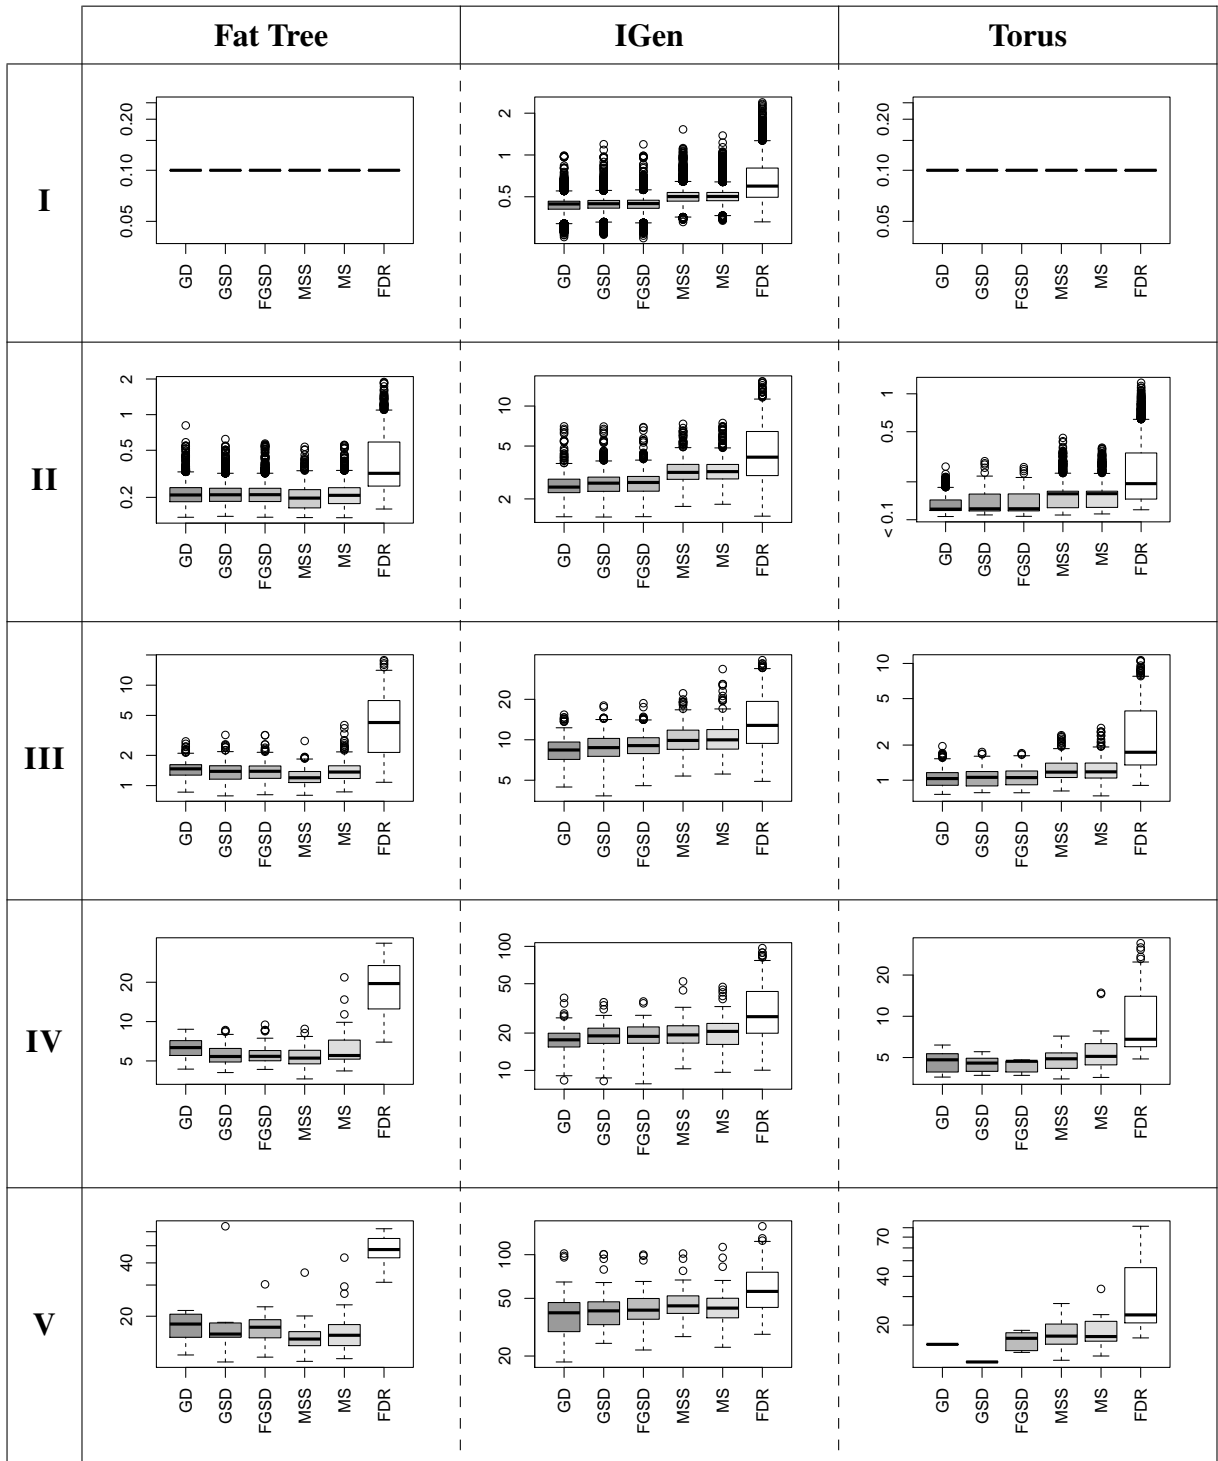 Fat Tree IGen Torus
I
0.05 0.10 0.20
GD GSD FGSD MSS MS FDR
0.5 1 2
GD GSD FGSD MSS MS FDR
0.05 0.10 0.20
GD GSD FGSD MSS MS FDR
II
0.2 0.5 1 2
GD GSD FGSD MSS MS FDR
2 5 10
GD GSD FGSD MSS MS FDR
< 0.1 0.5 1
GD GSD FGSD MSS MS FDR
III
1 2 5 10
GD GSD FGSD MSS MS FDR
5 10 20
GD GSD FGSD MSS MS FDR
1 2 5 10
GD GSD FGSD MSS MS FDR
IV
5 10 20
GD GSD FGSD MSS MS FDR
10 20 50 100
GD GSD FGSD MSS MS FDR
5 10 20
GD GSD FGSD MSS MS FDR
V
20 40
GD GSD FGSD MSS MS FDR
20 50 100
GD GSD FGSD MSS MS FDR
20 40 70
GD GSD FGSD MSS MS FDR